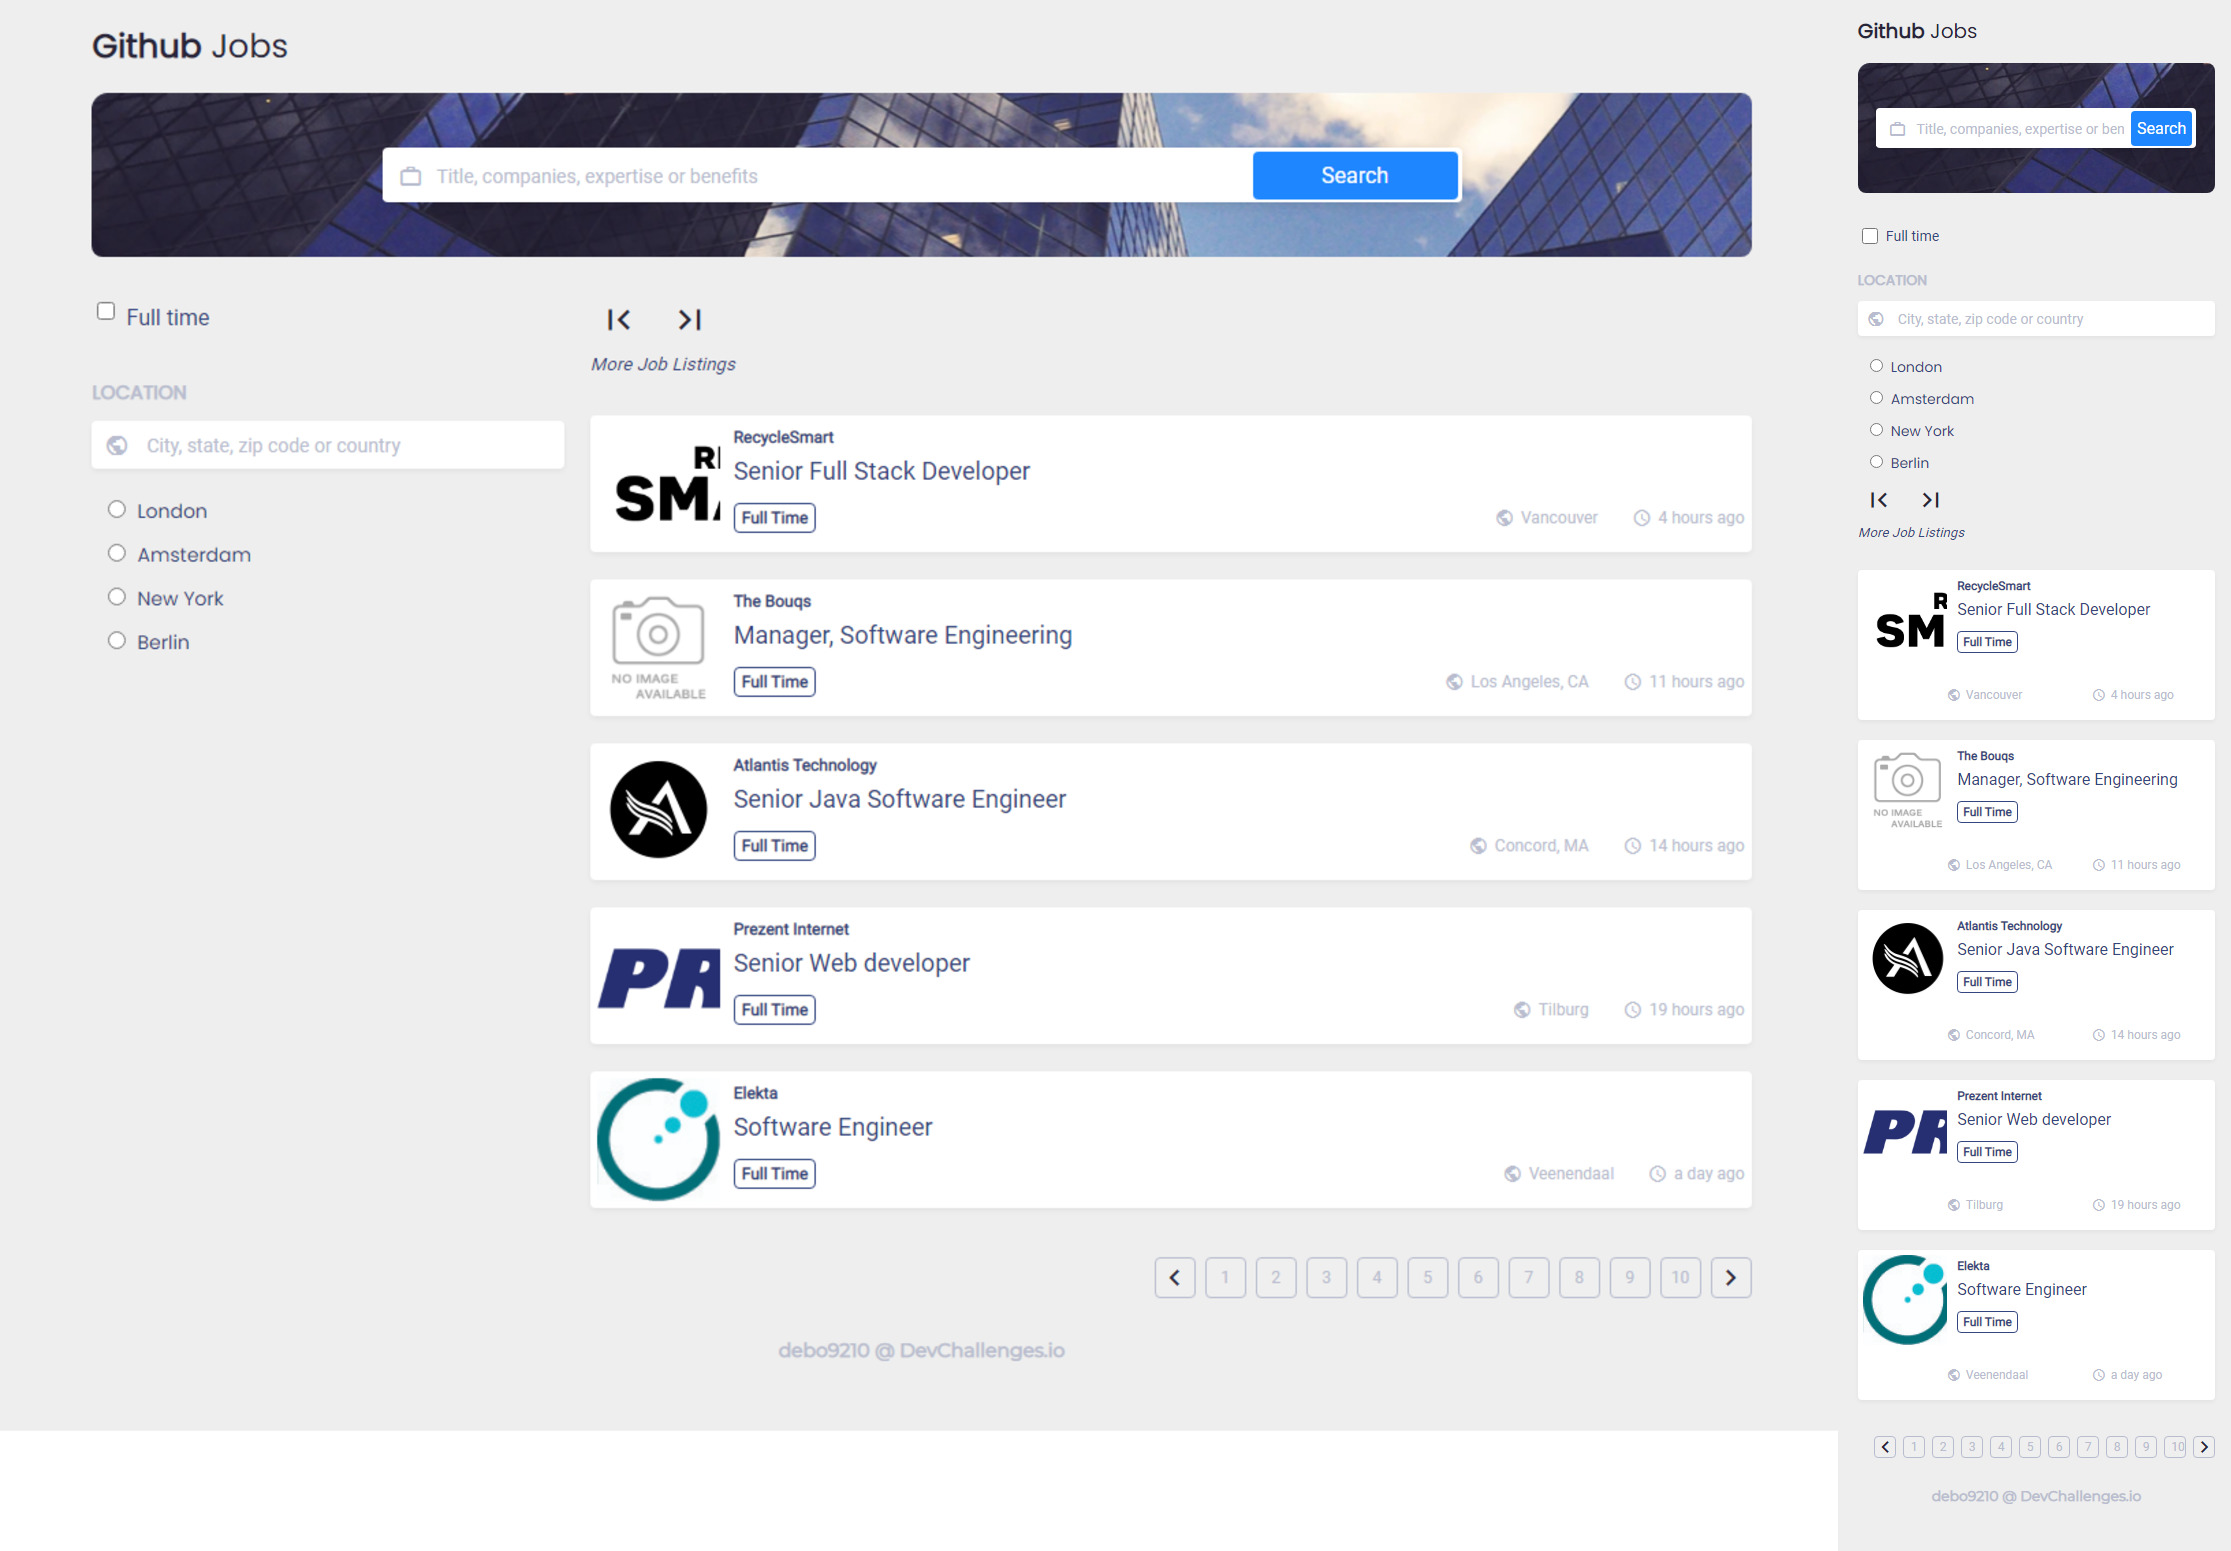 Github Jobs
Title, companies, expertise or benefits
Search
Full time
More Job Listings
LOCATION
City, state, zip code or country
London
Amsterdam
New York
Berlin
SM
RecycleSmart
Senior Full Stack Developer
Full Time
Vancouver
4 hours ago
NO IMAGE
AVAILABLE
The Bouqs
Manager, Software Engineering
Full Time
Los Angeles, CA
11 hours ago
Atlantis Technology
Senior Java Software Engineer
Full Time
Concord, MA
14 hours ago
PR
Prezent Internet
Senior Web developer
Full Time
Tilburg
19 hours ago
Elekta
Software Engineer
Full Time
Veenendaal
a day ago
1 2 3 4 5 6 7 8 9 10
debo9210 @ DevChallenges.io
Github Jobs
Title, companies, expertise or ben
Search
Full time
LOCATION
City, state, zip code or country
London
Amsterdam
New York
Berlin
More Job Listings
R
SM
RecycleSmart
Senior Full Stack Developer
Full Time
Vancouver
4 hours ago
NO IMAGE
AVAILABLE
The Bouqs
Manager, Software Engineering
Full Time
Los Angeles, CA
11 hours ago
Atlantis Technology
Senior Java Software Engineer
Full Time
Concord, MA
14 hours ago
PR
Prezent Internet
Senior Web developer
Full Time
Tilburg
19 hours ago
Elekta
Software Engineer
Full Time
Veenendaal
a day ago
1 2 3 4 5 6 7 8 9 10
debo9210 @ DevChallenges.io